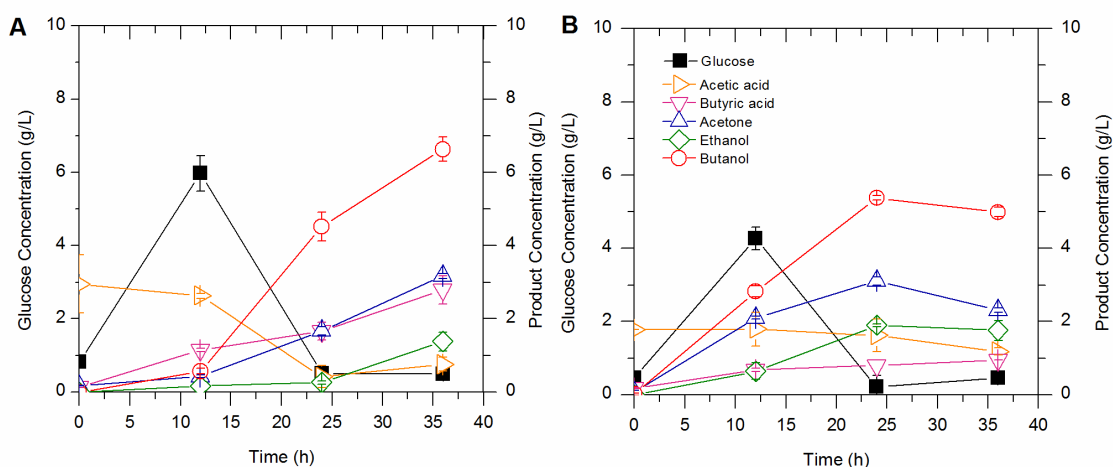 A
10
8
6
4
2
0
Glucose Concentration (g/L)
0 5 10 15 20 25 30 35 40
Time (h)
10
8
6
4
2
0
Product Concentration (g/L)
B
10
8
6
4
2
0
Glucose Concentration (g/L)
Glucose
Acetic acid
Butyric acid
Acetone
Ethanol
Butanol
0 5 10 15 20 25 30 35 40
Time (h)
10
8
6
4
2
0
Product Concentration (g/L)